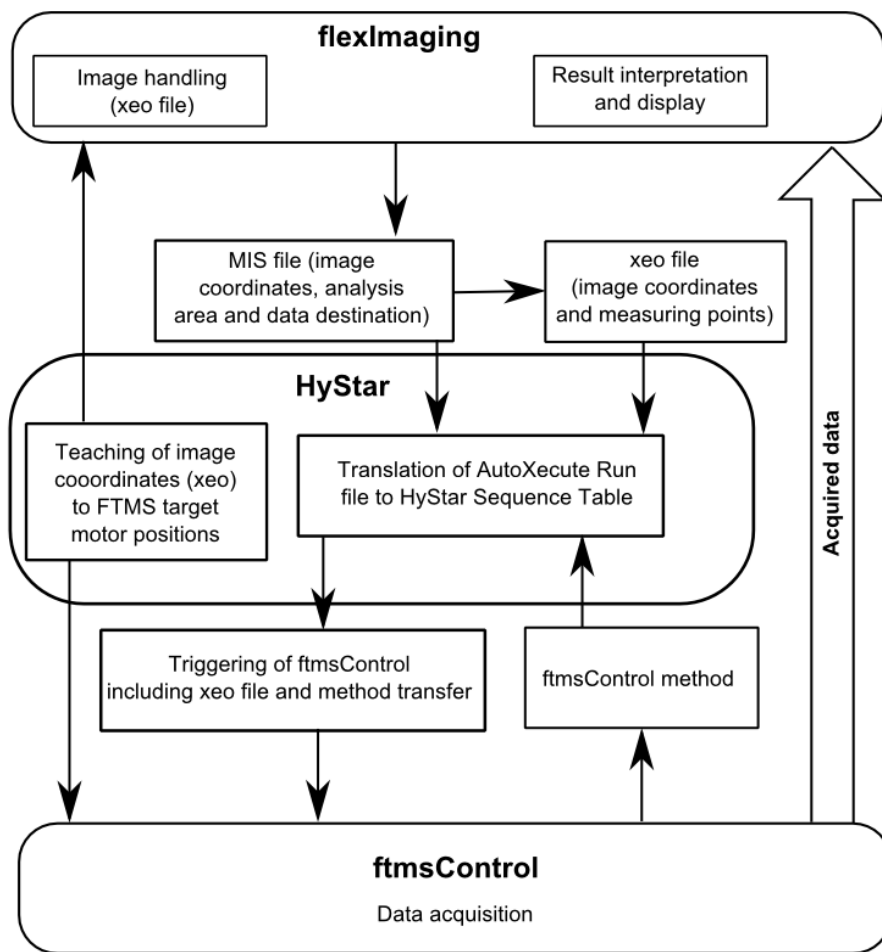 flexImaging
Image handling
(xeo file)
Result interpretation
and display
MIS file (image
coordinates, analysis
area and data destination)
xeo file
(image coordinates
and measuring points)
HyStar
Teaching of image
cooordinates (xeo)
to FTMS target
motor positions
Translation of AutoXecute Run
file to HyStar Sequence Table
Acquired data
Triggering of ftmsControl
including xeo file and method transfer
ftmsControl method
ftmsControl
Data acquisition